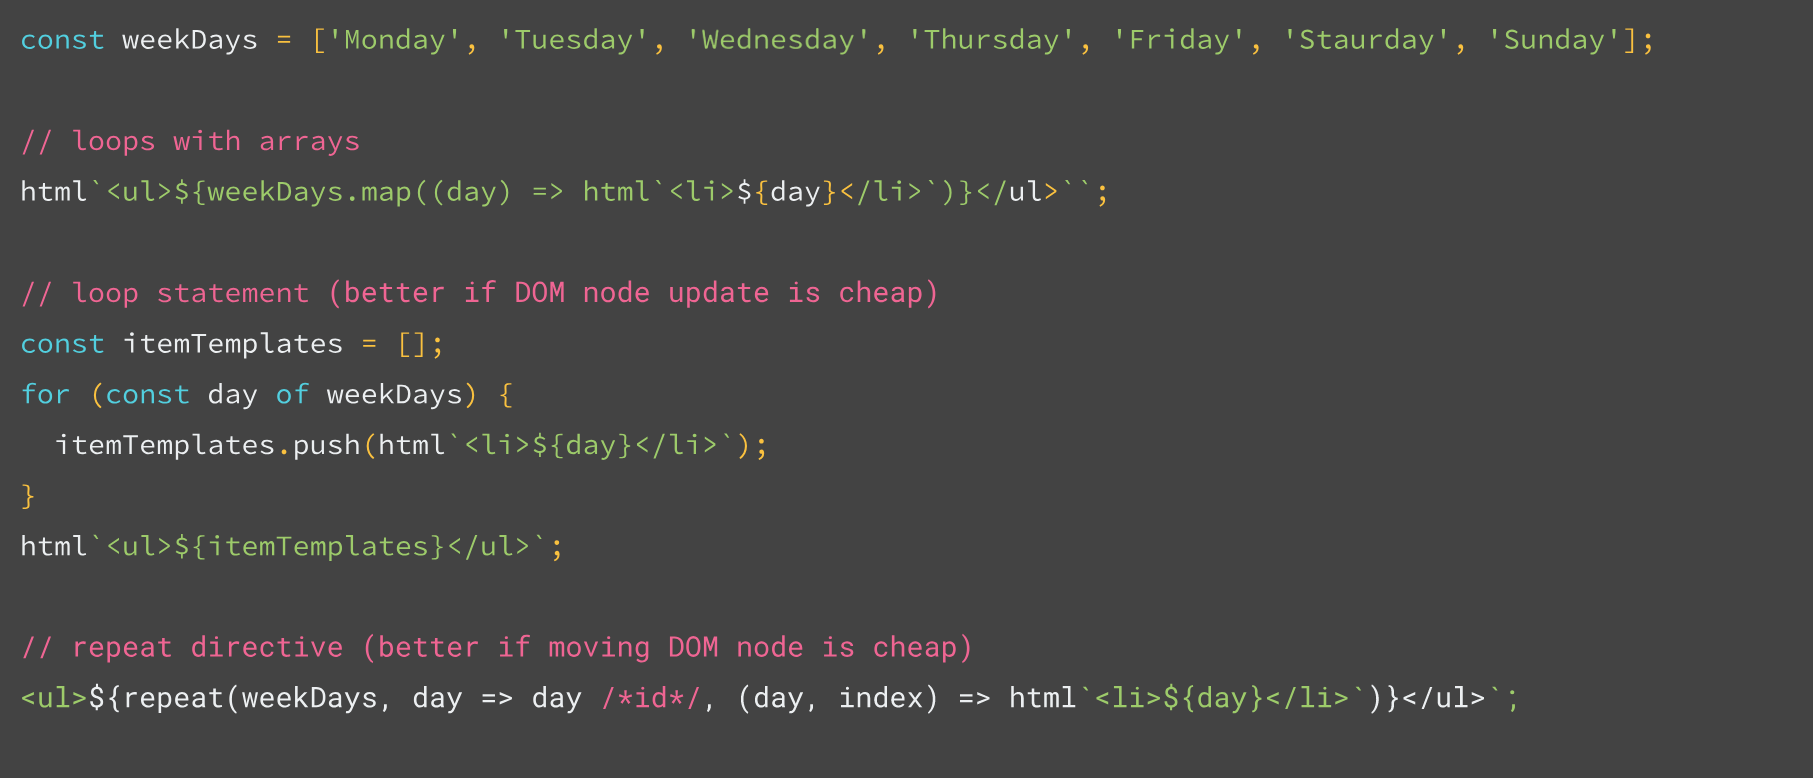 const weekDays = ['Monday', 'Tuesday', 'Wednesday', 'Thursday', 'Friday', 'Staurday', 'Sunday'];
// loops with arrays
html`<ul>${weekDays.map((day) => html`<li>${day}</li>`)}</ul>``;
// loop statement (better if DOM node update is cheap)
const itemTemplates = [];
for (const day of weekDays) {
  itemTemplates.push(html`<li>${day}</li>`);
}
html`<ul>${itemTemplates}</ul>`;
// repeat directive (better if moving DOM node is cheap)
<ul>${repeat(weekDays, day => day /*id*/, (day, index) => html`<li>${day}</li>`)}</ul>`;